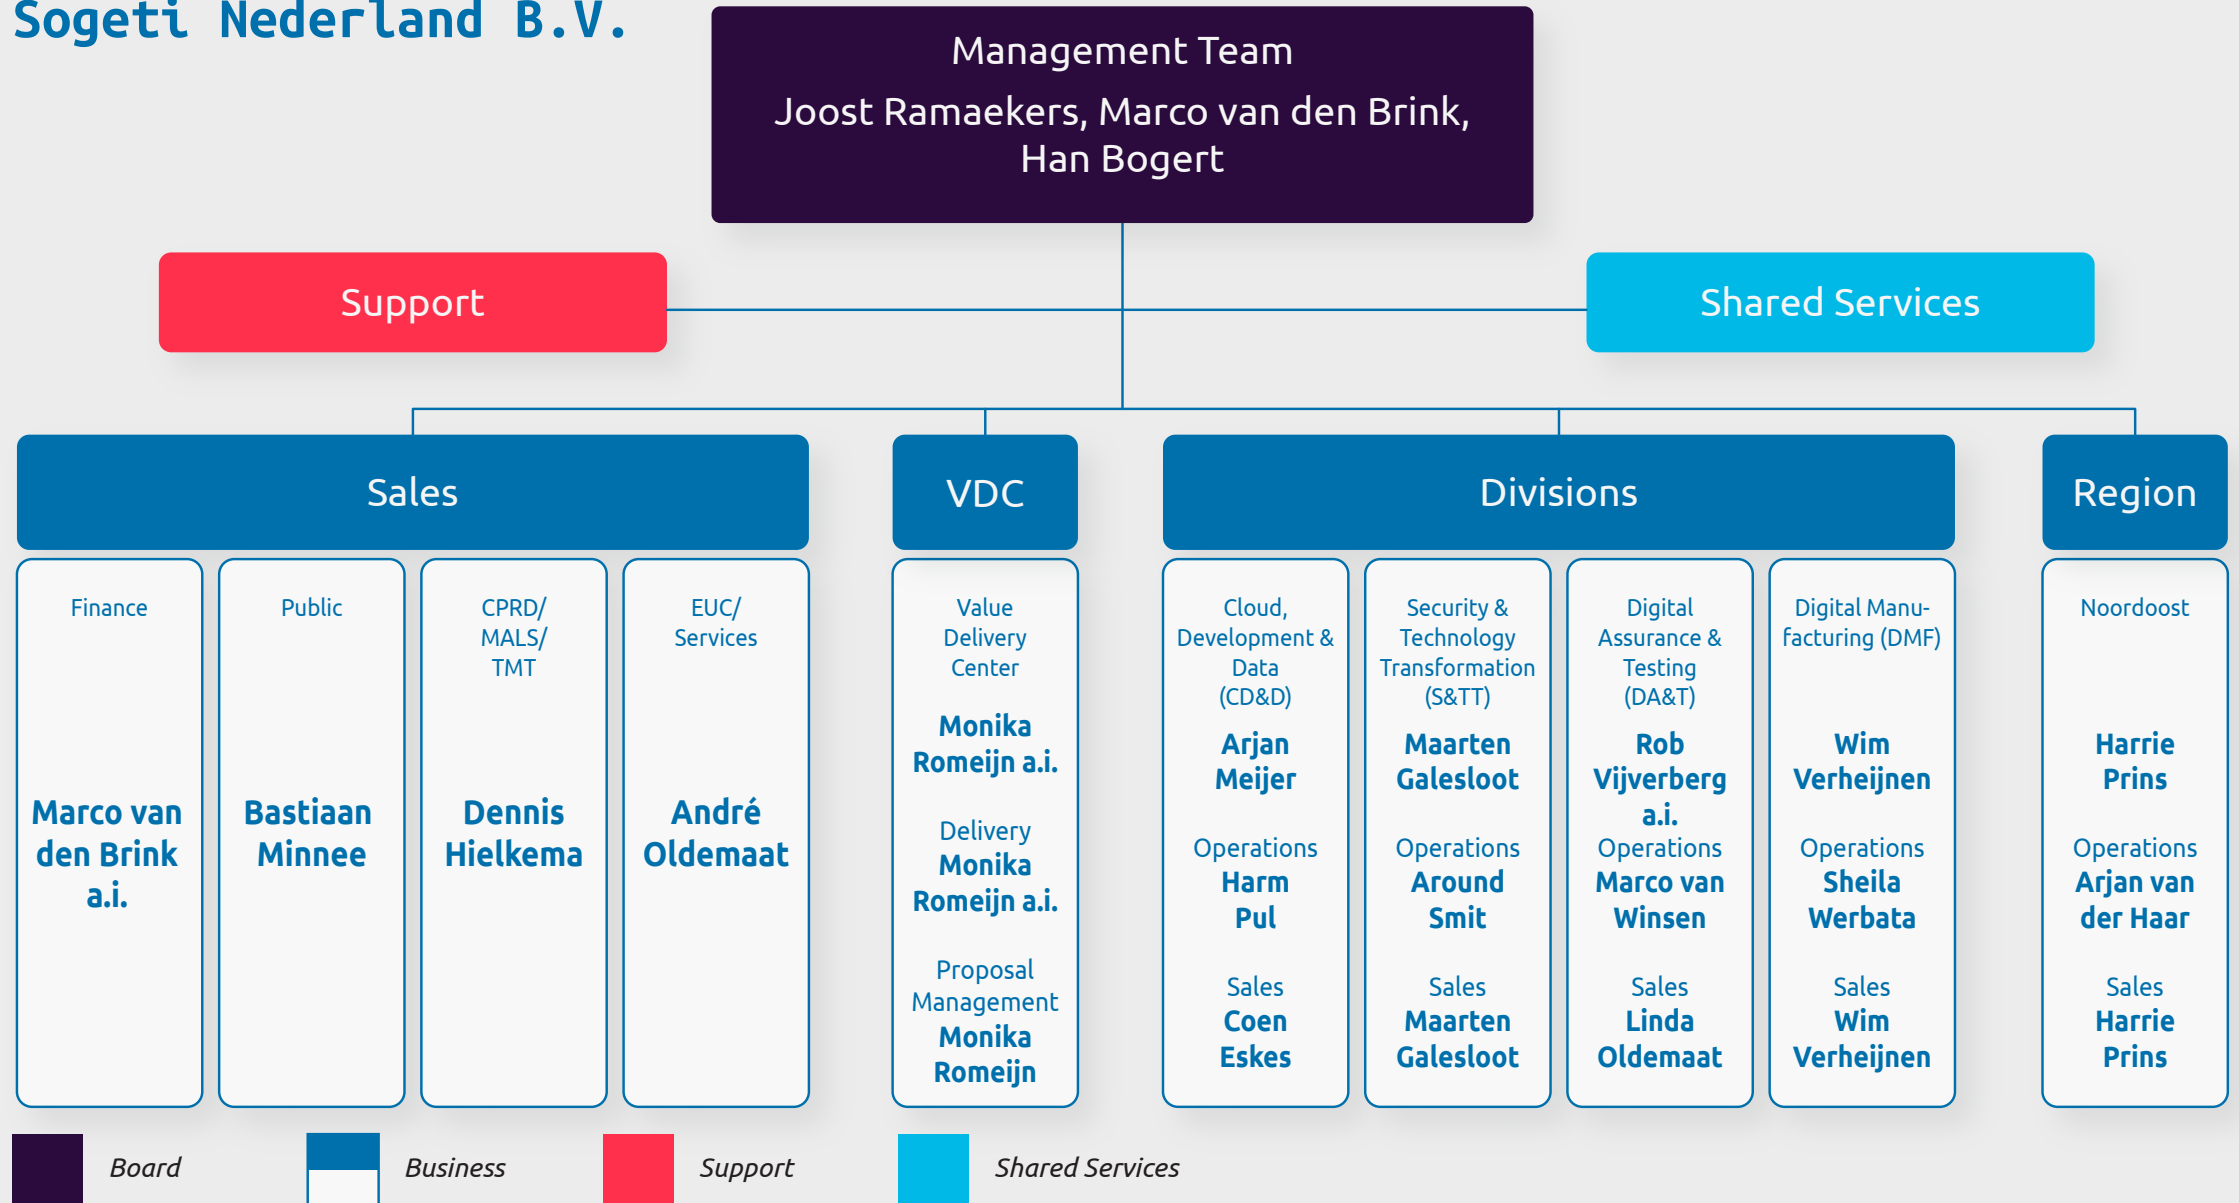 Sogeti Nederland B.V.
Management Team
Joost Ramaekers, Marco van den Brink,
Han Bogert
Support
Shared Services
Sales
VDC
Divisions
Region
Finance
Marco van
den Brink
a.i.
Public
Bastiaan
Minnee
CPRD/
MALS/
TMT
Dennis
Hielkema
EUC/
Services
André
Oldemaat
Value
Delivery
Center
Monika
Romeijn a.i.
Delivery
Monika
Romeijn a.i.
Proposal
Management
Monika
Romeijn
Cloud,
Development &
Data
(CD&D)
Arjan
Meijer
Operations
Harm
Pul
Sales
Coen
Eskes
Security &
Technology
Transformation
(S&TT)
Maarten
Galesloot
Operations
Around
Smit
Sales
Maarten
Galesloot
Digital
Assurance &
Testing
(DA&T)
Rob
Vijverberg
a.i.
Operations
Marco van
Winsen
Sales
Linda
Oldemaat
Digital Manu-
facturing (DMF)
Wim
Verheijnen
Operations
Sheila
Werbata
Sales
Wim
Verheijnen
Noordoost
Harrie
Prins
Operations
Arjan van
der Haar
Sales
Harrie
Prins
Board
Business
Support
Shared Services